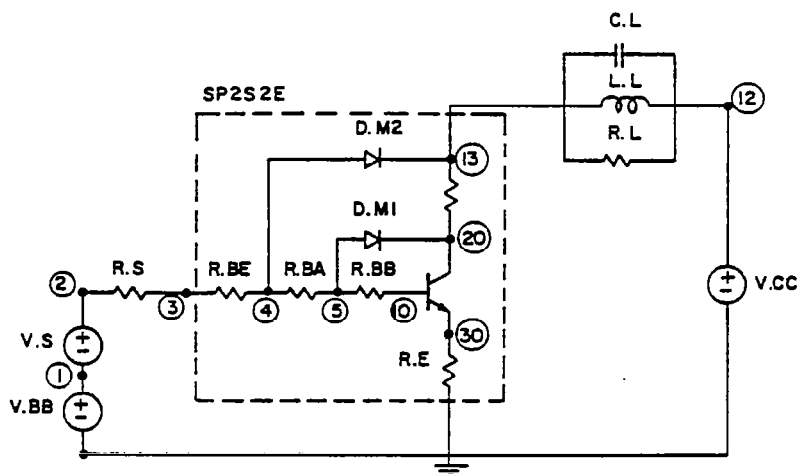 C.L
L.L
R.L
12
SP2S2E
D.M2
13
D.M1
20
R.S
R.BE
R.BA
R.BB
2
3
4
5
10
30
V.CC
V.S
1
R.E
V.BB